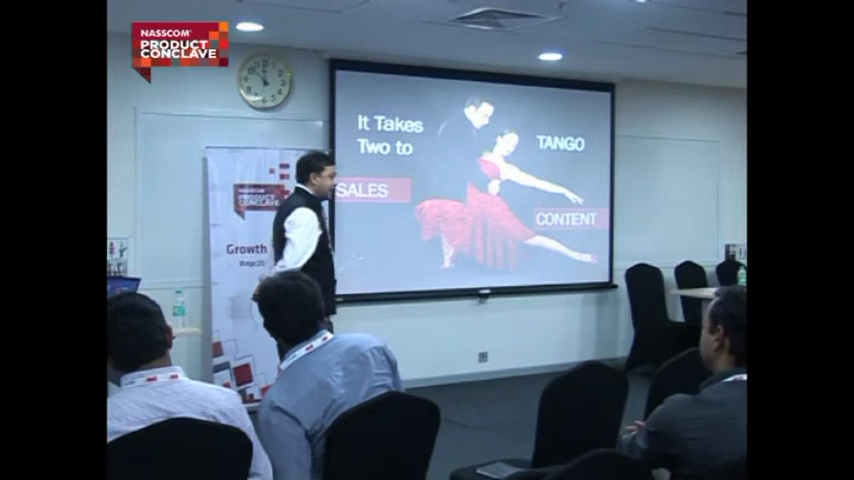 NASSCOM
PRODUCT
CONCLAVE
It Takes
Two to
TANGO
SALES
CONTENT
NASSCOM
PRODUCT
CONCLAVE
Growth